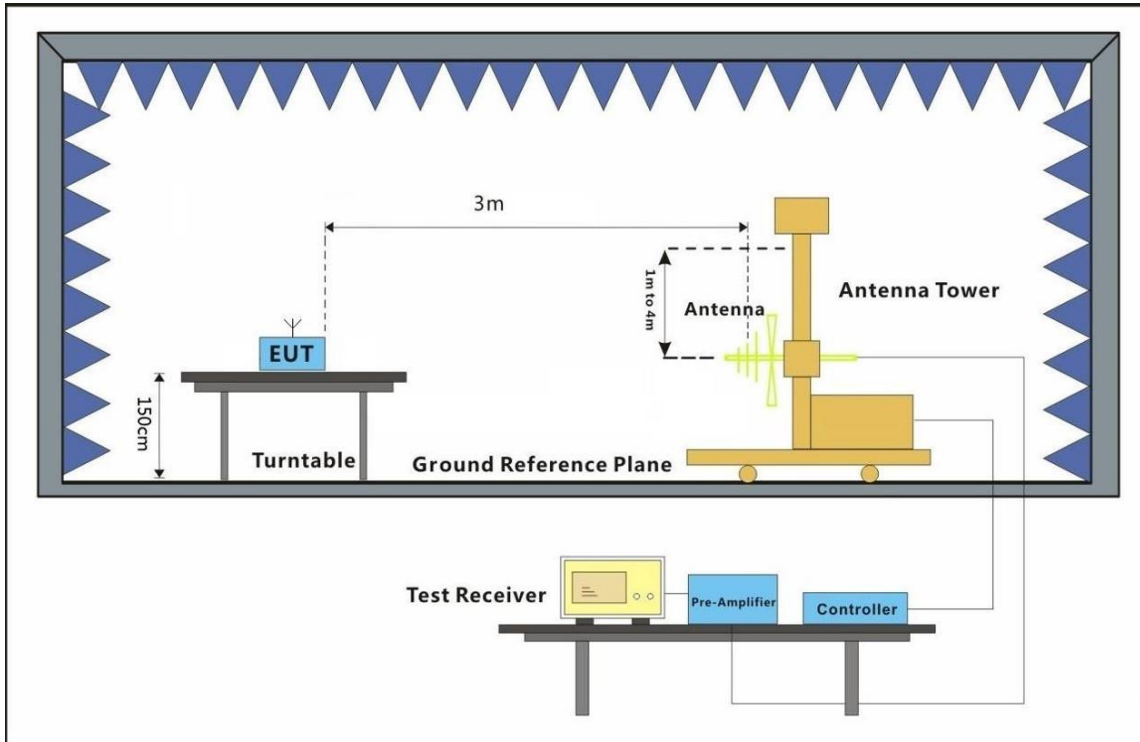 3m
1m to 4m
Antenna
Antenna Tower
EUT
150cm
Turntable
Ground Reference Plane
Test Receiver
Pre-Amplifier
Controller